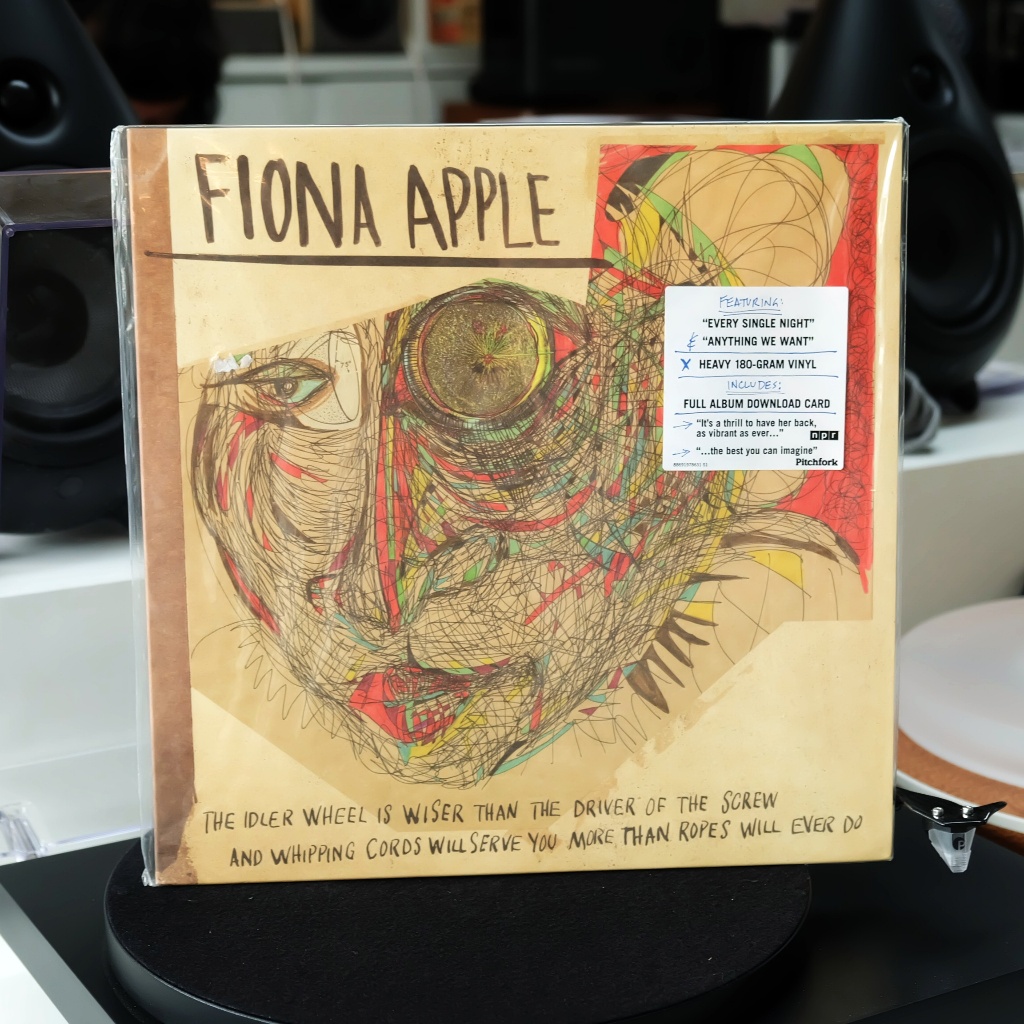 FIONA APPLE
FEATURING:
"EVERY SINGLE NIGHT"
& "ANYTHING WE WANT"
X HEAVY 180-GRAM VINYL
INCLUDES:
FULL ALBUM DOWNLOAD CARD
→ "It's a thrill to have her back,
as vibrant as ever..."
npr
→ "...the best you can imagine"
Pitchfork
THE IDLER WHEEL IS WISER THAN THE DRIVER OF THE SCREW
AND WHIPPING CORDS WILL SERVE YOU MORE THAN ROPES WILL EVER DO